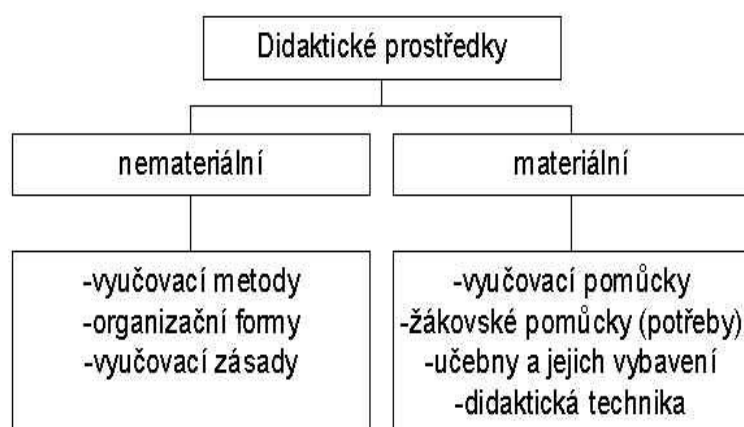 Didaktické prostředky
nemateriální
materiální
-vyučovací metody
-organizační formy
-vyučovací zásady
-vyučovací pomůcky
-žákovské pomůcky (potřeby)
-učebny a jejich vybavení
-didaktická technika